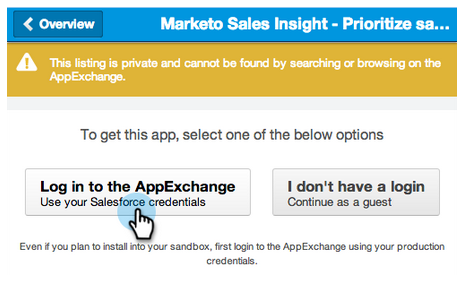 Overview
Marketo Sales Insight - Prioritize sa...
This listing is private and cannot be found by searching or browsing on the
AppExchange.
To get this app, select one of the below options
Log in to the AppExchange
Use your Salesforce credentials
I don't have a login
Continue as a guest
Even if you plan to install into your sandbox, first login to the AppExchange using your production
credentials.